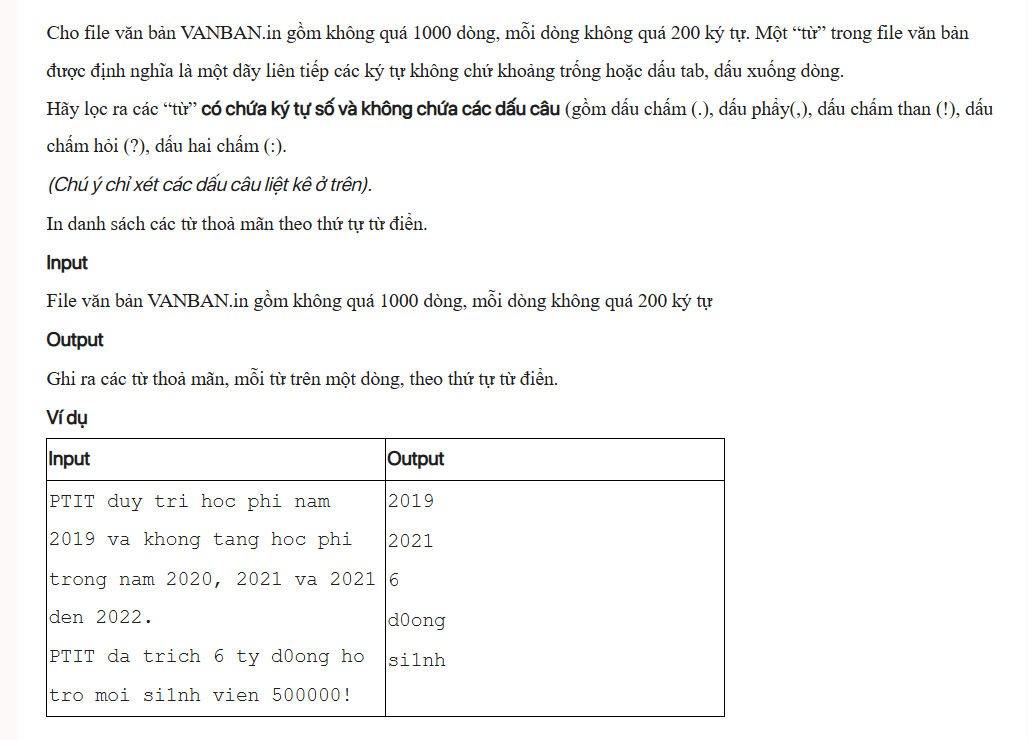 Cho file văn bản VANBAN.in gồm không quá 1000 dòng, mỗi dòng không quá 200 ký tự. Một “từ” trong file văn bản
được định nghĩa là một dãy liên tiếp các ký tự không chứ khoảng trống hoặc dấu tab, dấu xuống dòng.
Hãy lọc ra các “từ” có chứa ký tự số và không chứa các dấu câu (gồm dấu chấm (.), dấu phẩy(,), dấu chấm than (!), dấu
chấm hỏi (?), dấu hai chấm (:).
(Chú ý chỉ xét các dấu câu liệt kê ở trên).
In danh sách các từ thoả mãn theo thứ tự từ điển.
Input
File văn bản VANBAN.in gồm không quá 1000 dòng, mỗi dòng không quá 200 ký tự
Output
Ghi ra các từ thoả mãn, mỗi từ trên một dòng, theo thứ tự từ điển.
Ví dụ
Input
Output
PTIT duy tri hoc phi nam
2019 va khong tang hoc phi
trong nam 2020, 2021 va 2021
den 2022.
PTIT da trich 6 ty d0ong ho
tro moi si1nh vien 500000!
2019
2021
6
d0ong
si1nh